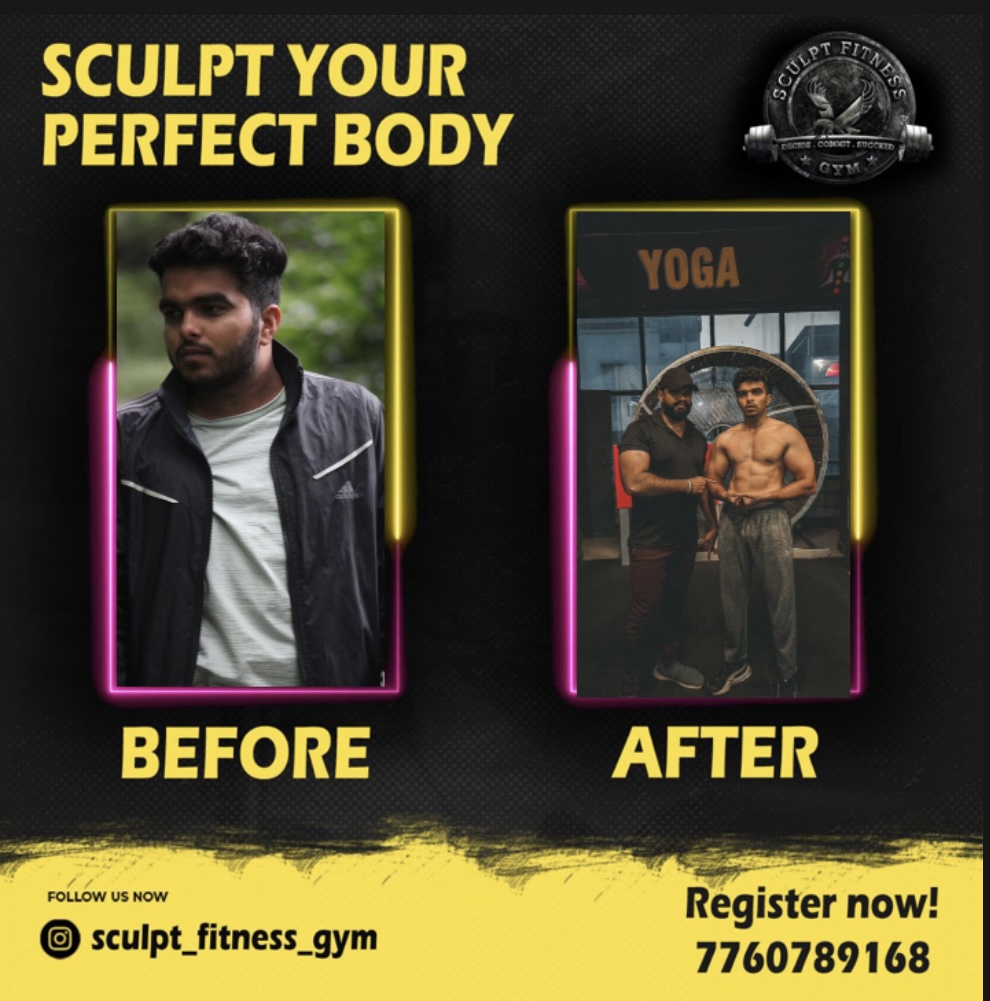 SCULPT YOUR
PERFECT BODY
SCULPT FITNESS
DECIDE . COMMIT . SUCCEED
GYM
YOGA
adidas
BEFORE
AFTER
FOLLOW US NOW
sculpt_fitness_gym
Register now!
7760789168